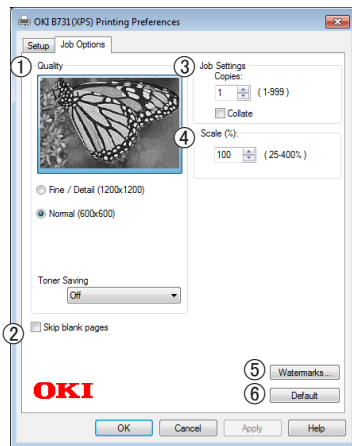 OKI B731(XPS) Printing Preferences
Setup
Job Options
① Quality
Fine / Detail (1200x1200)
Normal (600x600)
Toner Saving
Off
② Skip blank pages
③ Job Settings
Copies:
1 (1-999)
Collate
④ Scale (%):
100 (25-400%)
⑤ Watermarks...
⑥ Default
OKI
OK
Cancel
Apply
Help